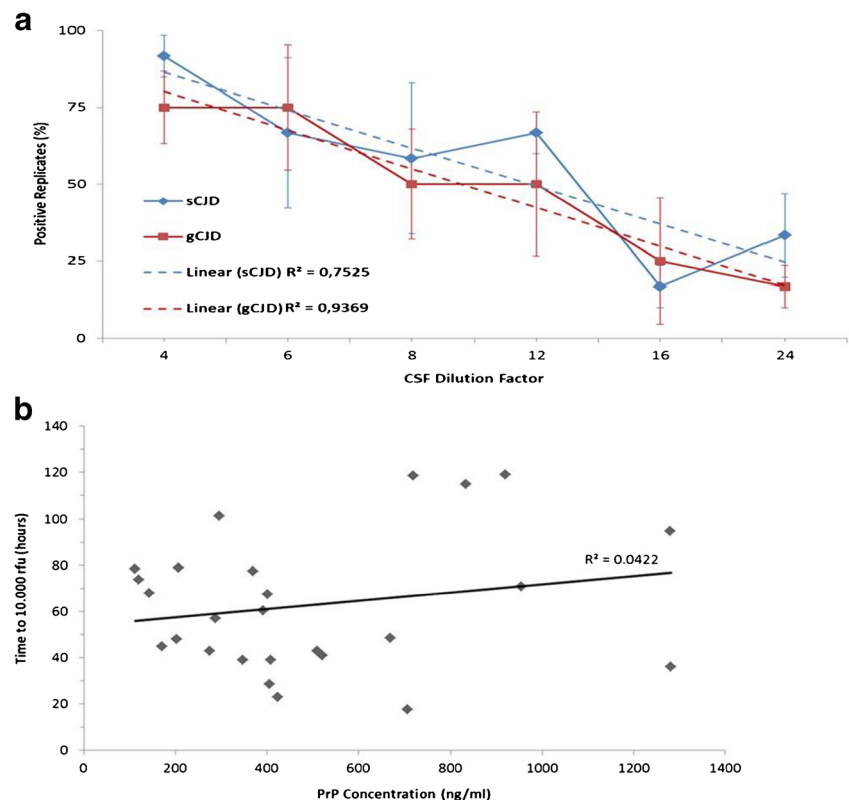 a
100
75
50
25
0
Positive Replicates (%)
sCJD
gCJD
Linear (sCJD) R² = 0,7525
Linear (gCJD) R² = 0,9369
4 6 8 12 16 24
CSF Dilution Factor
b
140
120
100
80
60
40
20
0
Time to 10.000 rfu (hours)
R² = 0.0422
0 200 400 600 800 1000 1200 1400
PrP Concentration (ng/ml)